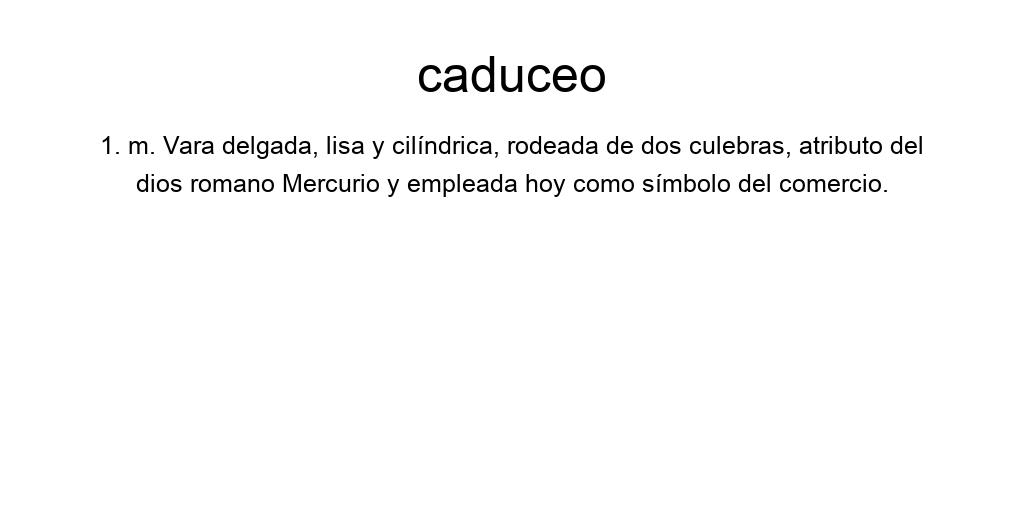 caduceo
1. m. Vara delgada, lisa y cilíndrica, rodeada de dos culebras, atributo del
dios romano Mercurio y empleada hoy como símbolo del comercio.